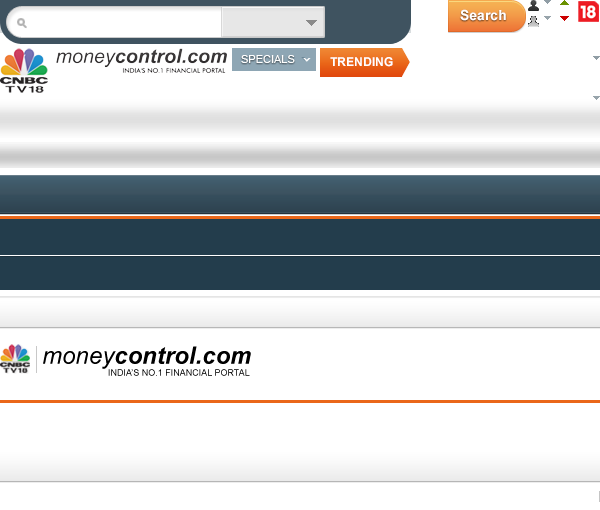 Search
18
moneycontrol.com
INDIA'S NO.1 FINANCIAL PORTAL
SPECIALS
TRENDING
CNBC
TV18
moneycontrol.com
INDIA'S NO.1 FINANCIAL PORTAL
CNBC
TV18